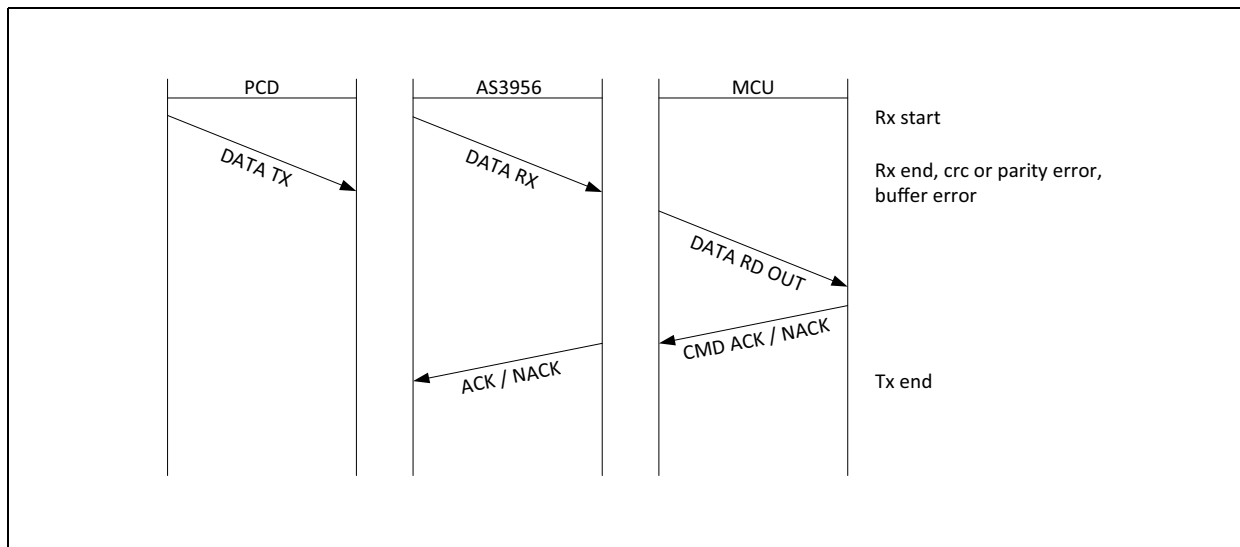 PCD
AS3956
MCU
Rx start
DATA TX
DATA RX
Rx end, crc or parity error,
buffer error
DATA RD OUT
CMD ACK / NACK
ACK / NACK
Tx end